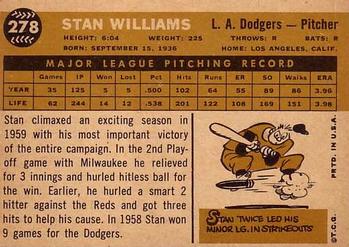 278
STAN WILLIAMS
L. A. Dodgers — Pitcher
HEIGHT: 6:04 WEIGHT: 225 THROWS: R BATS: R
BORN: SEPTEMBER 15, 1936 HOME: LOS ANGELES, CALIF.
MAJOR LEAGUE PITCHING RECORD
Games IP Won Lost Pct. Hits R ER SO BB ERA
YEAR 35 125 5 5 .500 102 64 55 89 86 3.96
LIFE 62 244 14 12 .538 201 122 108 169 151 3.98
Stan climaxed an exciting season in
1959 with his most important victory
of the entire campaign. In the 2nd Play-
off game with Milwaukee he relieved
for 3 innings and hurled hitless ball for
the win. Earlier, he hurled a smart 2
hitter against the Reds and got three
hits to help his cause. In 1958 Stan won
9 games for the Dodgers.
STAN TWICE LED HIS
MINOR LG. IN STRIKEOUTS
©T.C.G.
PRTD. IN U.S.A.